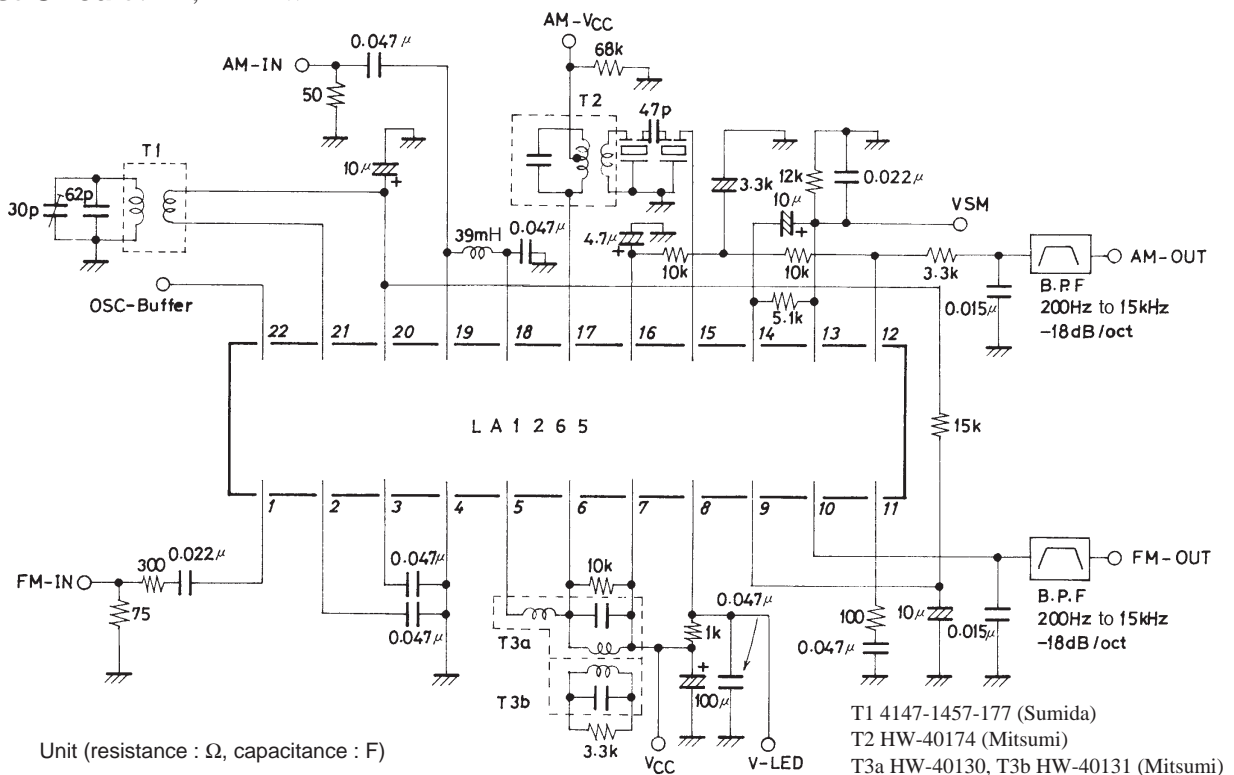 AM-VCC
0.047μ
68k
AM-IN
50
T2
47p
T1
10μ
+
12k
0.022μ
3.3k
10μ
62p
30p
VSM
39mH
0.047μ
4.7μ
+
+
10k
10k
3.3k
AM-OUT
OSC-Buffer
5.1k
0.015μ
B.P.F
200Hz to 15kHz
-18dB/oct
22 21 20 19 18 17 16 15 14 13 12
LA1265
15k
1 2 3 4 5 6 7 8 9 10 11
FM-IN
300
0.022μ
0.047μ
10k
FM-OUT
75
0.047μ
0.047μ
1k
100
10μ
0.015μ
B.P.F
200Hz to 15kHz
-18dB/oct
T3a
0.047μ
+
100μ
T3b
3.3k
VCC
V-LED
Unit (resistance : Ω, capacitance : F)
T1 4147-1457-177 (Sumida)
T2 HW-40174 (Mitsumi)
T3a HW-40130, T3b HW-40131 (Mitsumi)